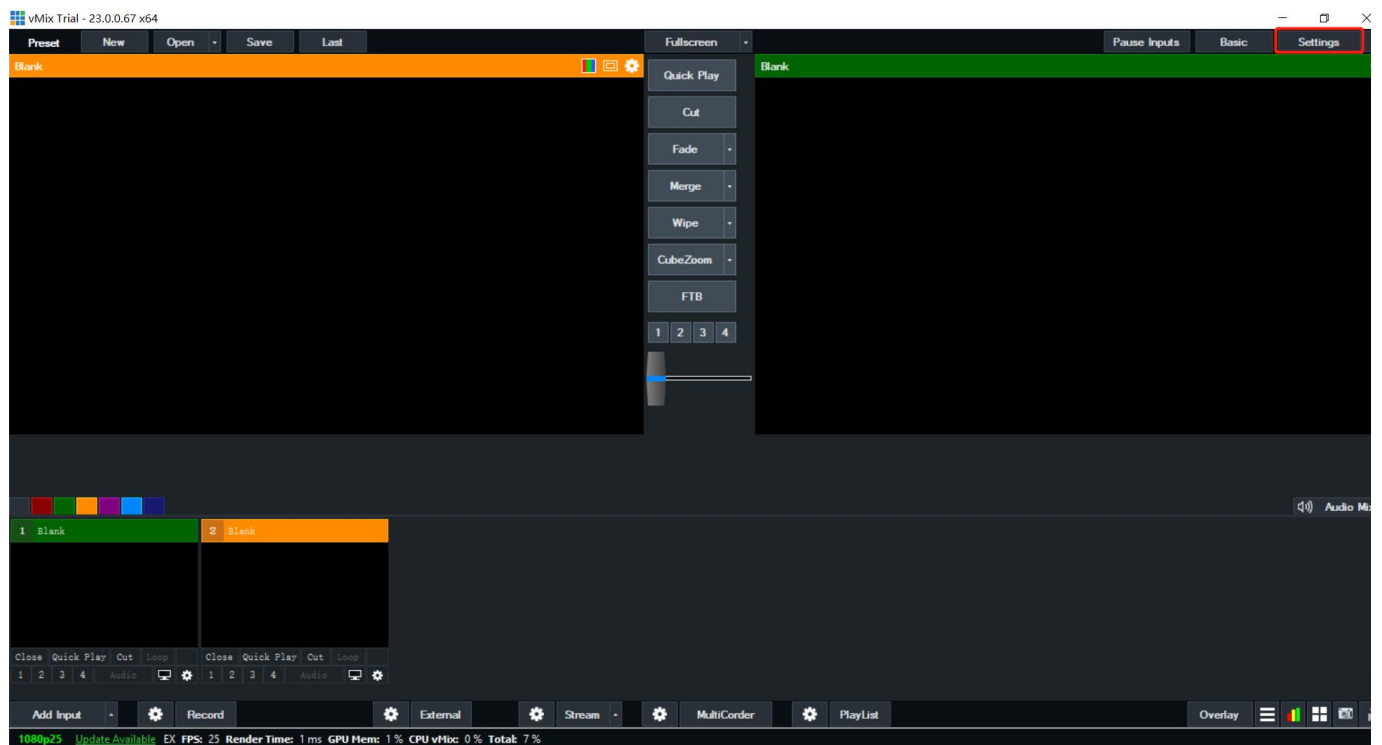 vMix Trial - 23.0.0.67 x64
Preset New Open Save Last Fullscreen Pause Inputs Basic Settings
Blank Quick Play Blank
Cut
Fade
Merge
Wipe
CubeZoom
FTB
1 2 3 4
Audio
1 Blank 2 Blank
Close Quick Play Cut Loop Close Quick Play Cut Loop
1 2 3 4 Audio 1 2 3 4 Audio
Add Input Record External Stream MultiCorder PlayList Overlay
1080p25 Update Available EX FPS: 25 Render Time: 1 ms GPU Mem: 1 % CPU vMix: 0 % Total: 7 %